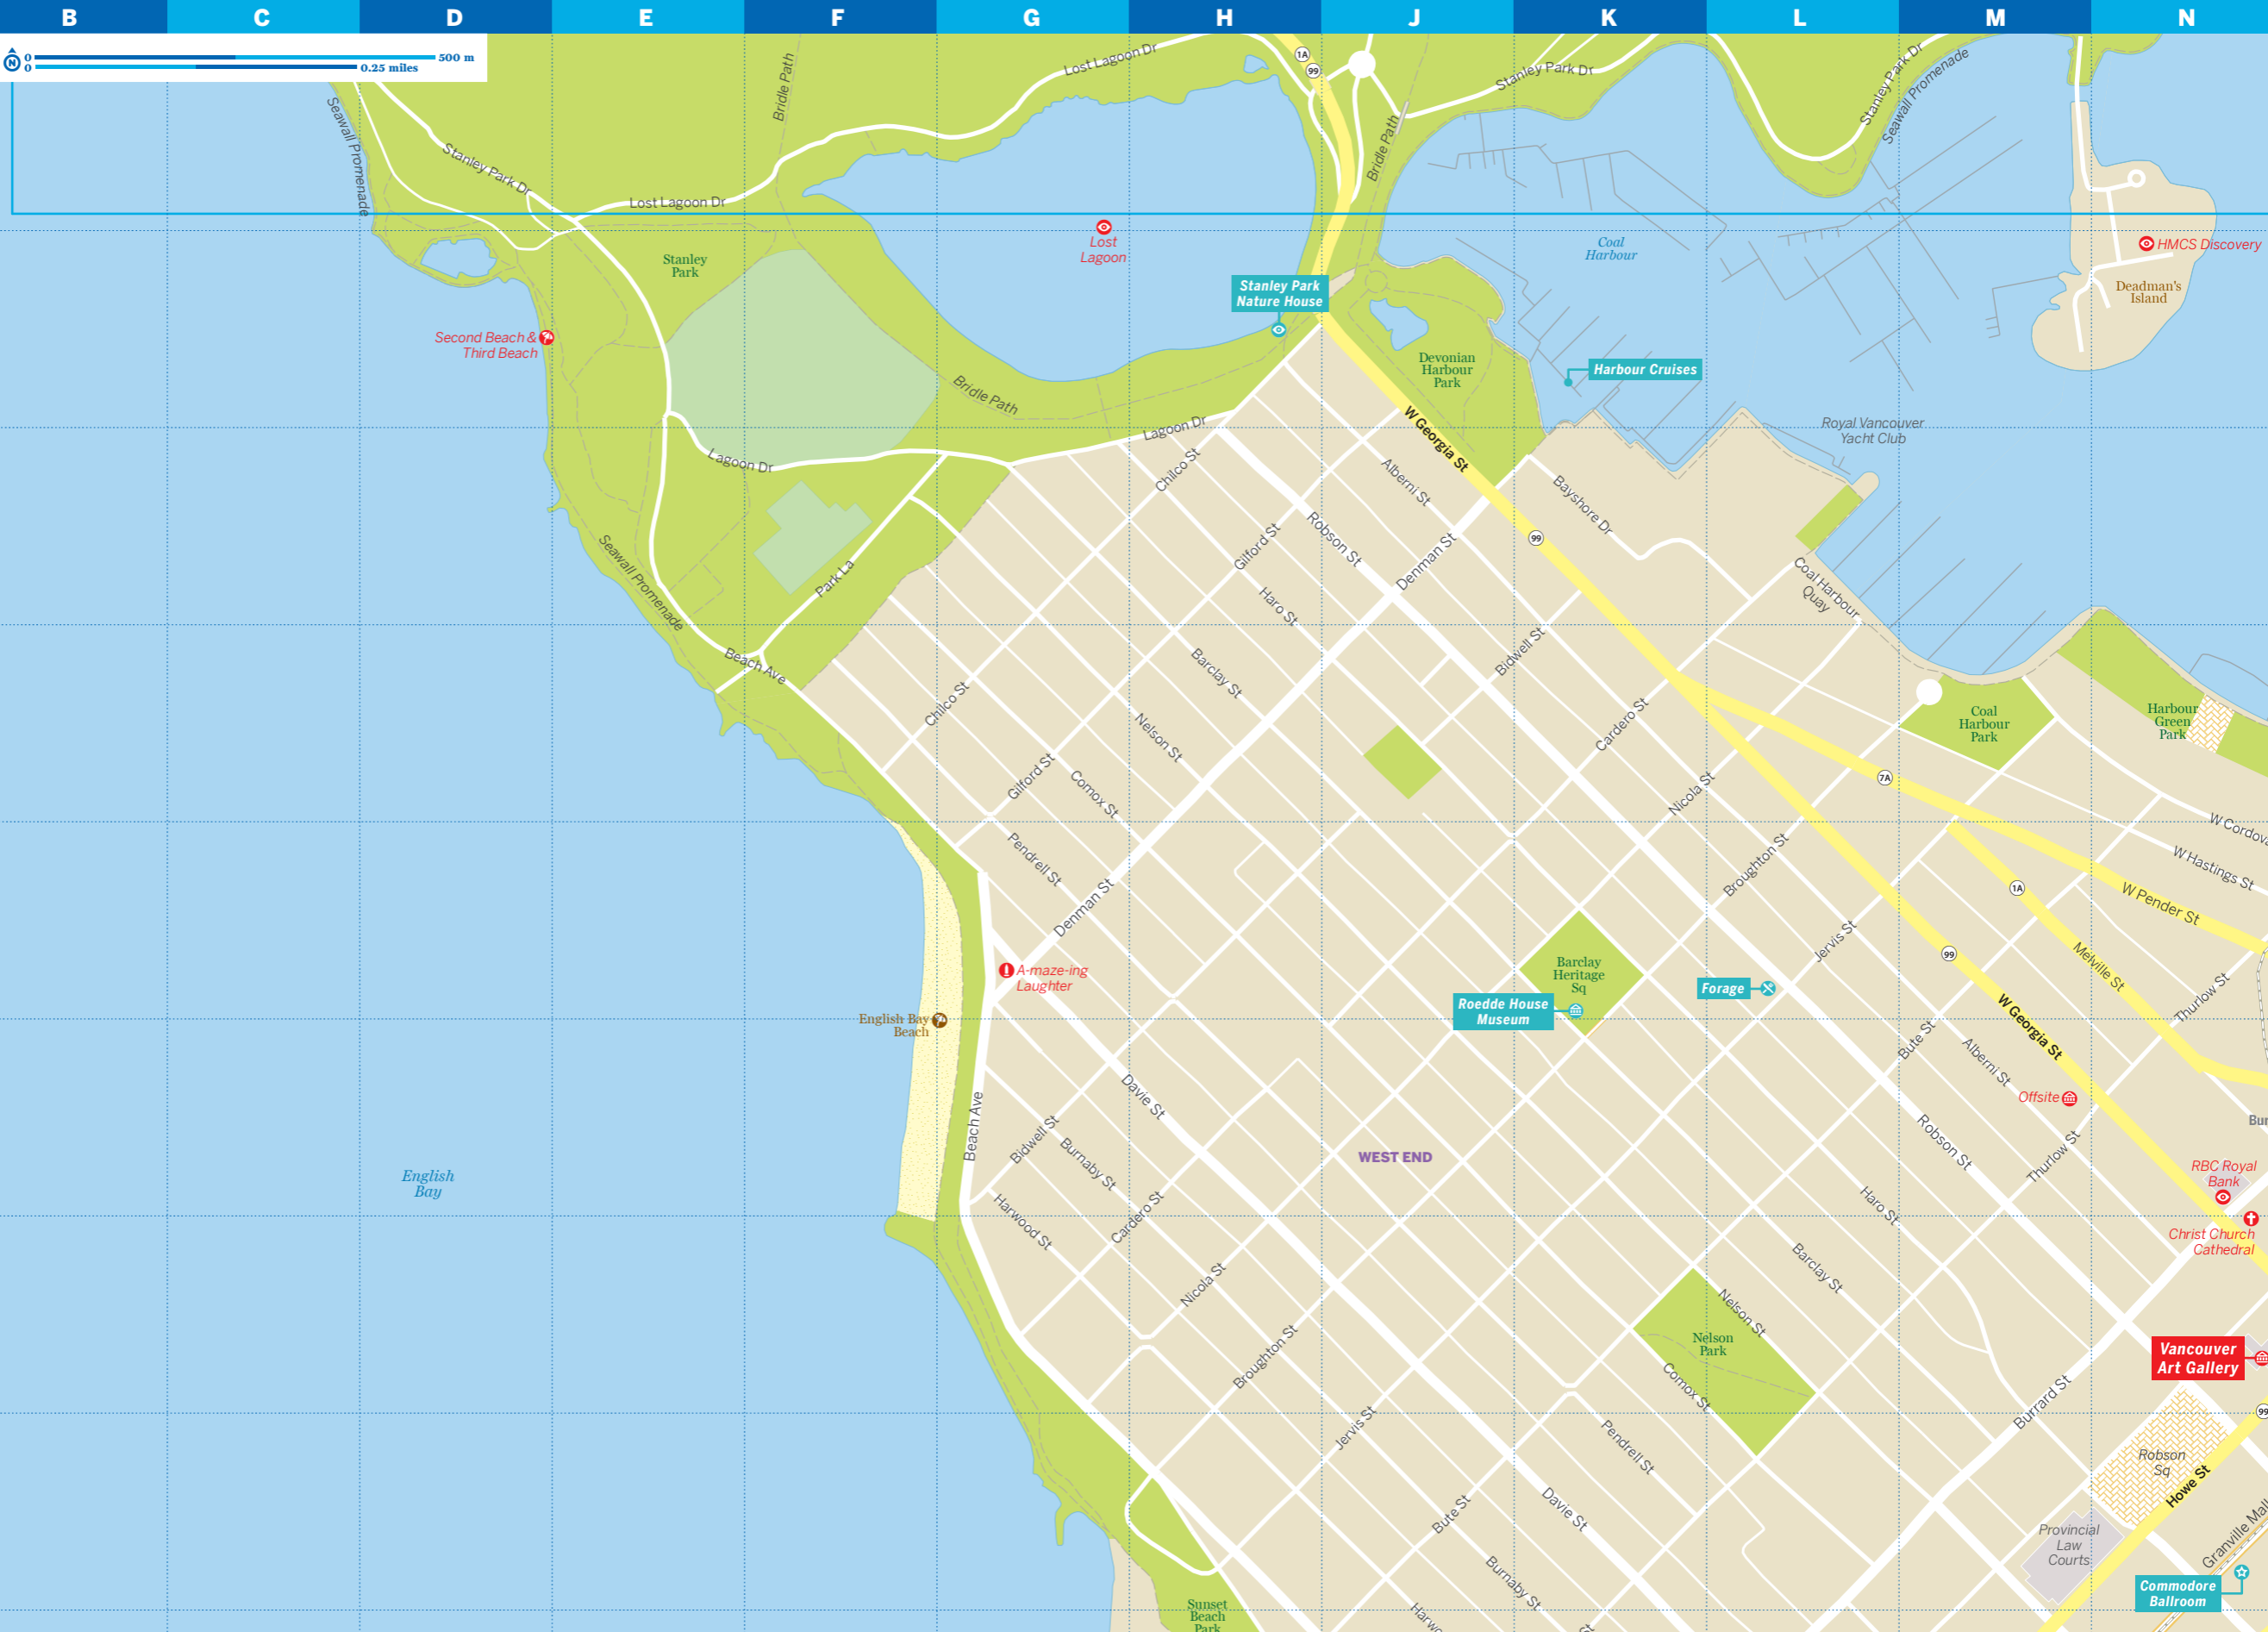 B C D E F G H J K L M N
N
0 500 m
0 0.25 miles
Seawall Promenade
Stanley Park Dr
Bridle Path
Lost Lagoon Dr
Lost Lagoon Dr
1A
99
Bridle Path
Stanley Park Dr
Stanley Park Dr
Seawall Promenade
Stanley
Park
Lost
Lagoon
Coal
Harbour
HMCS Discovery
Deadman's
Island
Stanley Park
Nature House
Second Beach &
Third Beach
Devonian
Harbour
Park
Harbour Cruises
Bridle Path
Royal Vancouver
Yacht Club
W Georgia St
Lagoon Dr
Lagoon Dr
Chilco St
Alberni St
Bayshore Dr
Robson St
Gilford St
Denman St
99
Seawall Promenade
Park La
Haro St
Coal Harbour
Quay
Beach Ave
Barclay St
Bidwell St
Chilco St
Nelson St
Cardero St
Coal
Harbour
Park
Harbour
Green
Park
Gilford St
Comox St
Nicola St
7A
W Cordova
Pendrell St
Broughton St
W Hastings St
1A
W Pender St
Denman St
Jervis St
99
Melville St
A-maze-ing
Laughter
Barclay
Heritage
Sq
Forage
Roedde House
Museum
Thurlow St
W Georgia St
English Bay
Beach
Bute St
Alberni St
Davie St
Offsite
Beach Ave
Bidwell St
Burnaby St
WEST END
Robson St
Thurlow St
Bur
English
Bay
RBC Royal
Bank
Harwood St
Cardero St
Haro St
Christ Church
Cathedral
Nicola St
Barclay St
Nelson St
Nelson
Park
Broughton St
Vancouver
Art Gallery
Comox St
Burrard St
99
Jervis St
Pendrell St
Robson
Sq
Howe St
Bute St
Davie St
Provincial
Law
Courts
Granville Mall
Burnaby St
Commodore
Ballroom
Sunset
Beach
Park
Harwo
St